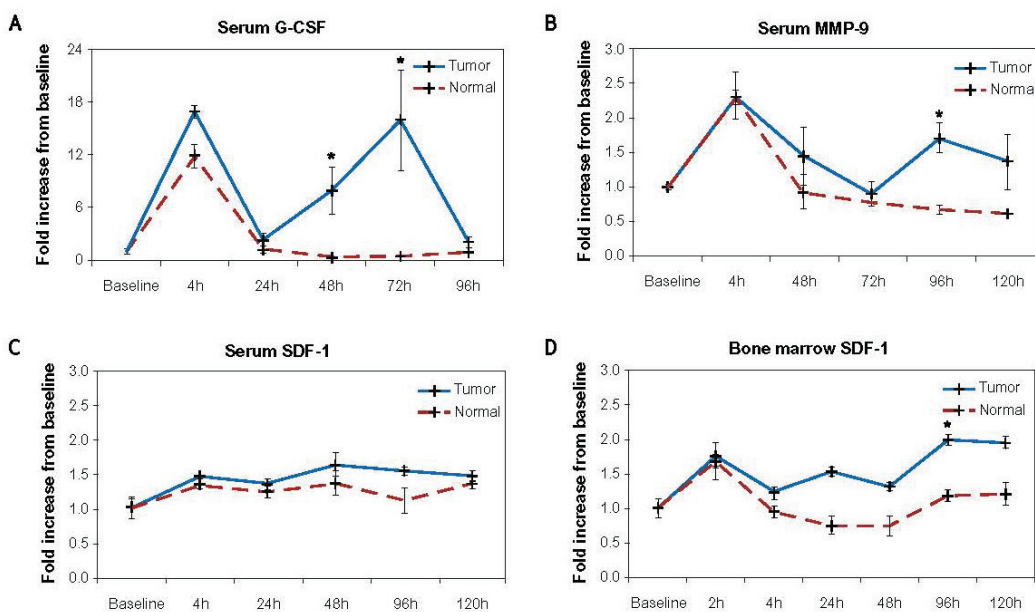 A
Serum G-CSF
Fold increase from baseline
24
18
12
6
0
Tumor
Normal
*
*
Baseline 4h 24h 48h 72h 96h
B
Serum MMP-9
Fold increase from baseline
3.0
2.5
2.0
1.5
1.0
0.5
0.0
Tumor
Norma
*
Baseline 4h 48h 72h 96h 120h
C
Serum SDF-1
Fold increase from baseline
3.0
2.5
2.0
1.5
1.0
0.5
0.0
Tumor
Normal
Baseline 4h 24h 48h 96h 120h
D
Bone marrow SDF-1
Fold increase from baseline
3.0
2.5
2.0
1.5
1.0
0.5
0.0
Tumor
Normal
*
Baseline 2h 4h 24h 48h 96h 120h